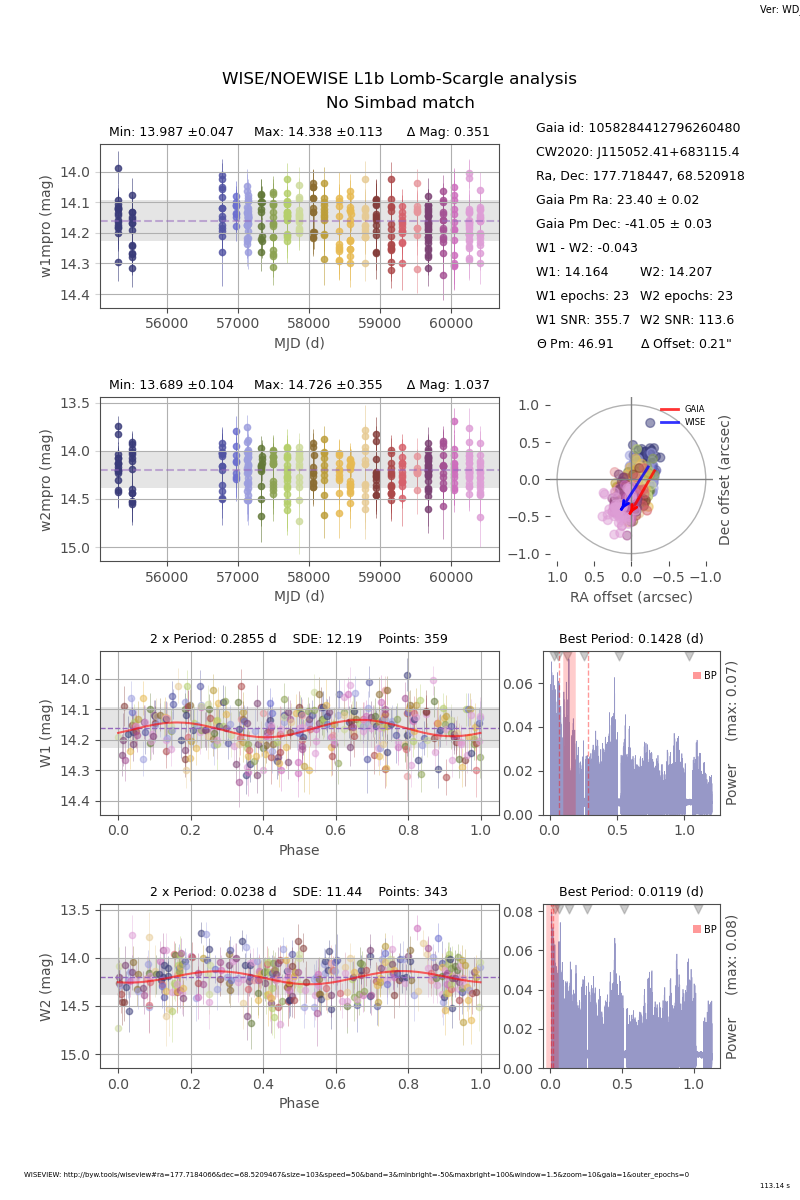 Ver: WD_
WISE/NEOWISE L1b Lomb-Scargle analysis
No Simbad match
Min: 13.987 ±0.047 Max: 14.338 ±0.113 Δ Mag: 0.351
14.0
14.1
14.2
14.3
14.4
w1mpro (mag)
56000 57000 58000 59000 60000
MJD (d)
Gaia id: 1058284412796260480
CW2020: J115052.41+683115.4
Ra, Dec: 177.718447, 68.520918
Gaia Pm Ra: 23.40 ± 0.02
Gaia Pm Dec: -41.05 ± 0.03
W1 - W2: -0.043
W1: 14.164 W2: 14.207
W1 epochs: 23 W2 epochs: 23
W1 SNR: 355.7 W2 SNR: 113.6
Θ Pm: 46.91 Δ Offset: 0.21"
Min: 13.689 ±0.104 Max: 14.726 ±0.355 Δ Mag: 1.037
13.5
14.0
14.5
15.0
w2mpro (mag)
56000 57000 58000 59000 60000
MJD (d)
GAIA
WISE
1.0
0.5
0.0
−0.5
−1.0
1.0 0.5 0.0 −0.5 −1.0
RA offset (arcsec)
Dec offset (arcsec)
2 x Period: 0.2855 d SDE: 12.19 Points: 359
14.0
14.1
14.2
14.3
14.4
W1 (mag)
0.0 0.2 0.4 0.6 0.8 1.0
Phase
Best Period: 0.1428 (d)
BP
0.06
0.04
0.02
0.00
0.0 0.5 1.0
Power (max: 0.07)
2 x Period: 0.0238 d SDE: 11.44 Points: 343
13.5
14.0
14.5
15.0
W2 (mag)
0.0 0.2 0.4 0.6 0.8 1.0
Phase
Best Period: 0.0119 (d)
BP
0.08
0.06
0.04
0.02
0.00
0.0 0.5 1.0
Power (max: 0.08)
WISEVIEW: http://byw.tools/wiseview#ra=177.7184066&dec=68.5209467&size=103&speed=50&band=3&minbright=-50&maxbright=100&window=1.5&zoom=10&gaia=1&outer_epochs=0
113.14 s